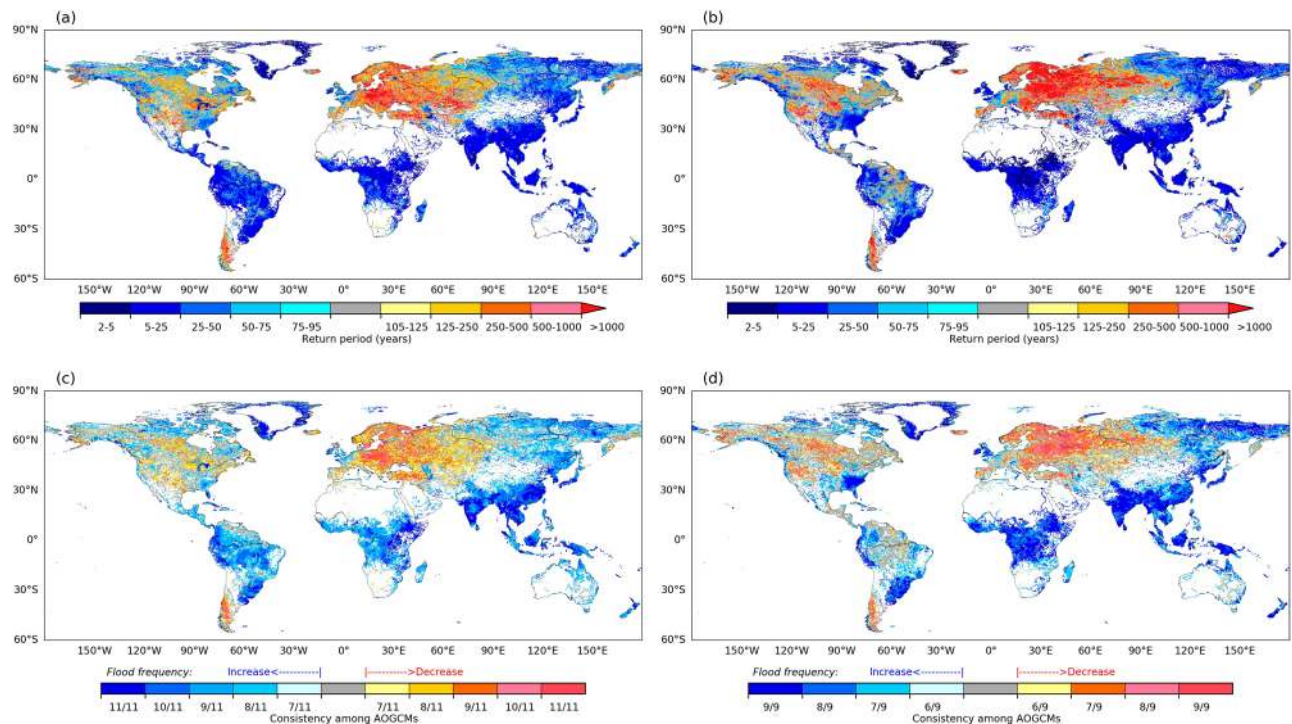 (a)
90°N
60°N
30°N
0°
30°S
60°S
150°W 120°W 90°W 60°W 30°W 0° 30°E 60°E 90°E 120°E 150°E
2-5 5-25 25-50 50-75 75-95 105-125 125-250 250-500 500-1000 >1000
Return period (years)
(b)
90°N
60°N
30°N
0°
30°S
60°S
150°W 120°W 90°W 60°W 30°W 0° 30°E 60°E 90°E 120°E 150°E
2-5 5-25 25-50 50-75 75-95 105-125 125-250 250-500 500-1000 >1000
Return period (years)
(c)
90°N
60°N
30°N
0°
30°S
60°S
150°W 120°W 90°W 60°W 30°W 0° 30°E 60°E 90°E 120°E 150°E
Flood frequency: Increase<---------| |--------->Decrease
11/11 10/11 9/11 8/11 7/11 7/11 8/11 9/11 10/11 11/11
Consistency among AOGCMs
(d)
90°N
60°N
30°N
0°
30°S
60°S
150°W 120°W 90°W 60°W 30°W 0° 30°E 60°E 90°E 120°E 150°E
Flood frequency: Increase<---------| |--------->Decrease
9/9 8/9 7/9 6/9 6/9 7/9 8/9 9/9
Consistency among AOGCMs